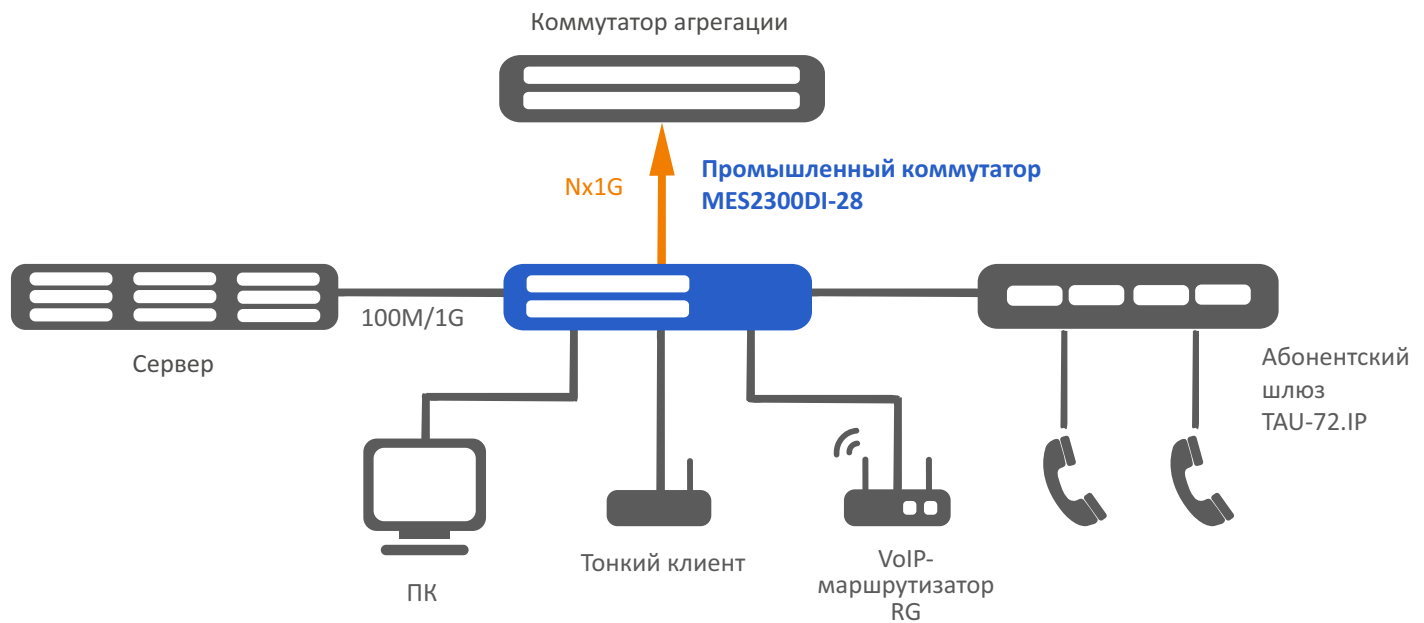 Коммутатор агрегации
Nx1G
Промышленный коммутатор
MES2300DI-28
100M/1G
Сервер
Абонентский
шлюз
TAU-72.IP
ПК
Тонкий клиент
VoIP-
маршрутизатор
RG